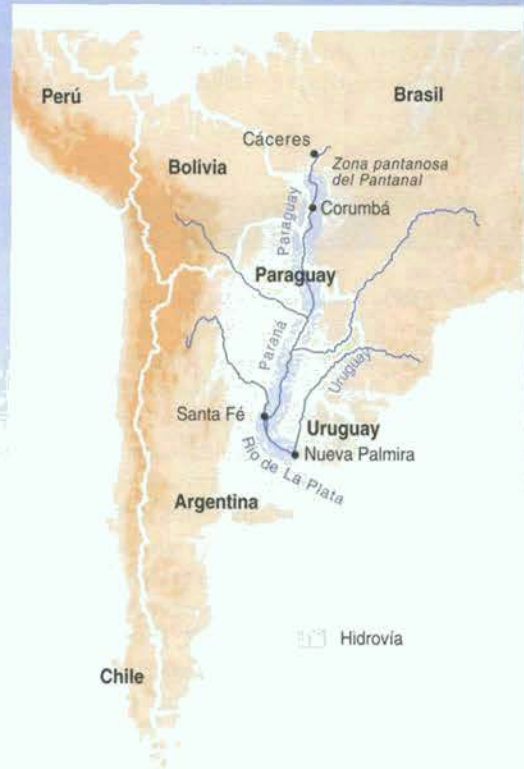 Perú
Brasil
Cáceres
Bolivia
Zona pantanosa
del Pantanal
Corumbá
Paraguay
Paraguay
Paraná
Uruguay
Santa Fé
Uruguay
Nueva Palmira
Río de La Plata
Argentina
Hidrovía
Chile